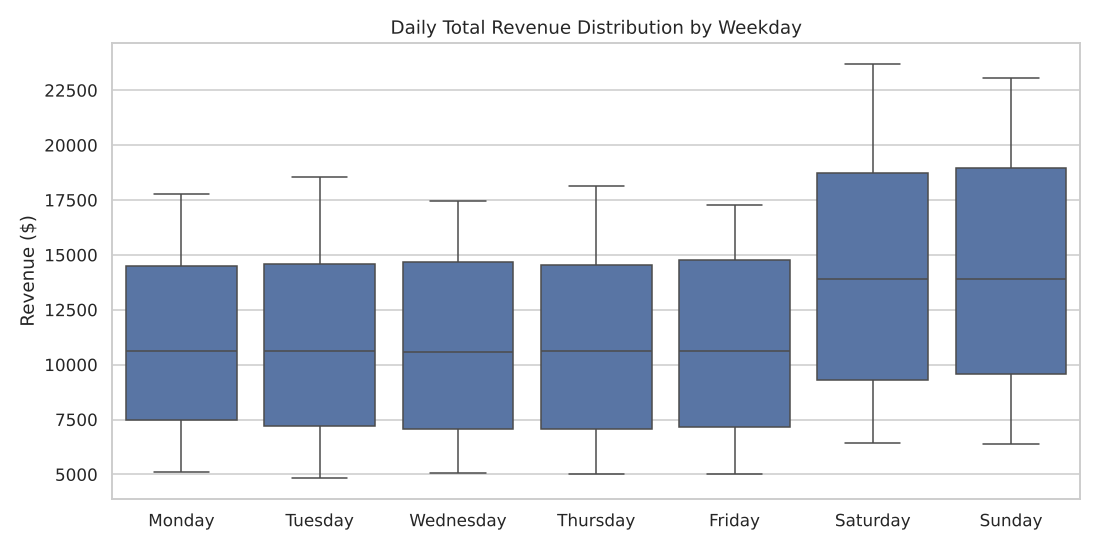 Daily Total Revenue Distribution by Weekday
Revenue ($)
22500
20000
17500
15000
12500
10000
7500
5000
Monday Tuesday Wednesday Thursday Friday Saturday Sunday